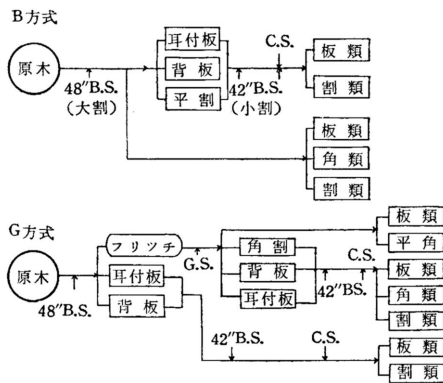 B方式
原木
48″B.S.
(大割)
耳付板
背板
平割
42″B.S.
(小割)
C.S.
板類
割類
板類
角類
割類
G方式
原木
48″B.S.
フリツチ
耳付板
背板
G.S.
角割
背板
耳付板
42″BS.
C.S.
板類
平角
板類
角類
割類
42″B.S.
C.S.
板類
割類